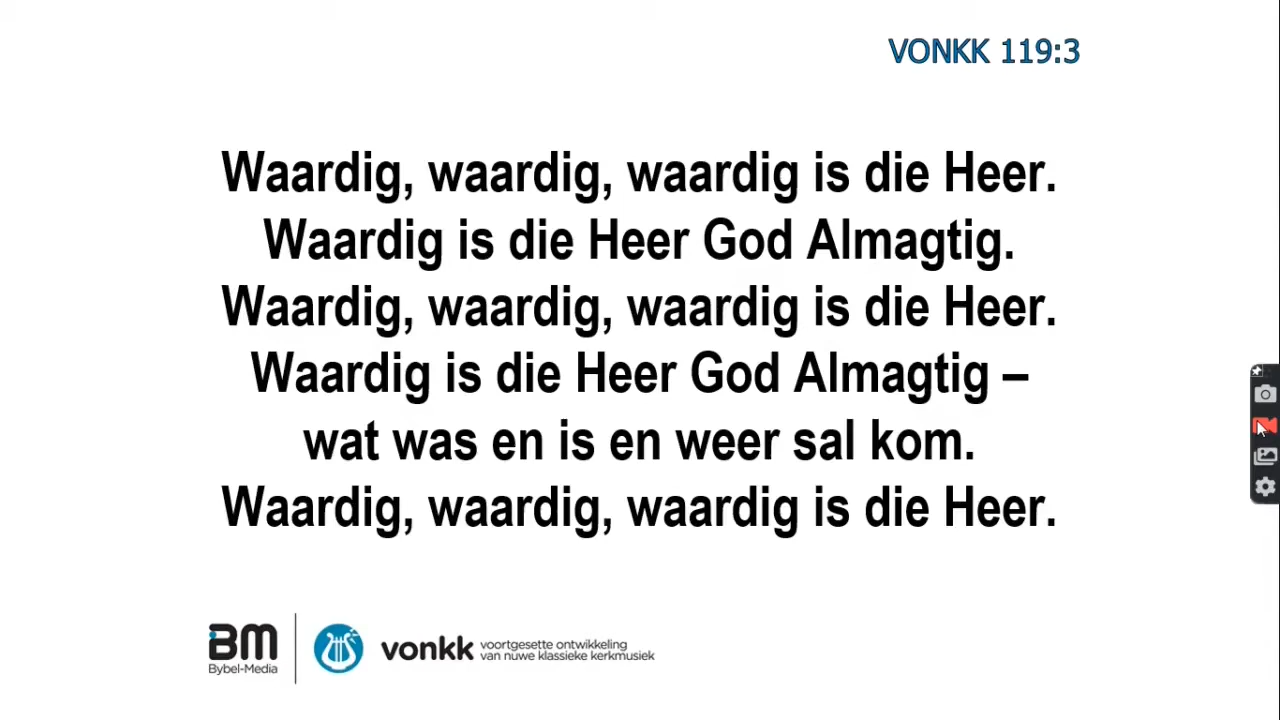 VONKK 119:3
Waardig, waardig, waardig is die Heer.
Waardig is die Heer God Almagtig.
Waardig, waardig, waardig is die Heer.
Waardig is die Heer God Almagtig –
wat was en is en weer sal kom.
Waardig, waardig, waardig is die Heer.
BM
Bybel-Media
vonkk
voortgesette ontwikkeling
van nuwe klassieke kerkmusiek